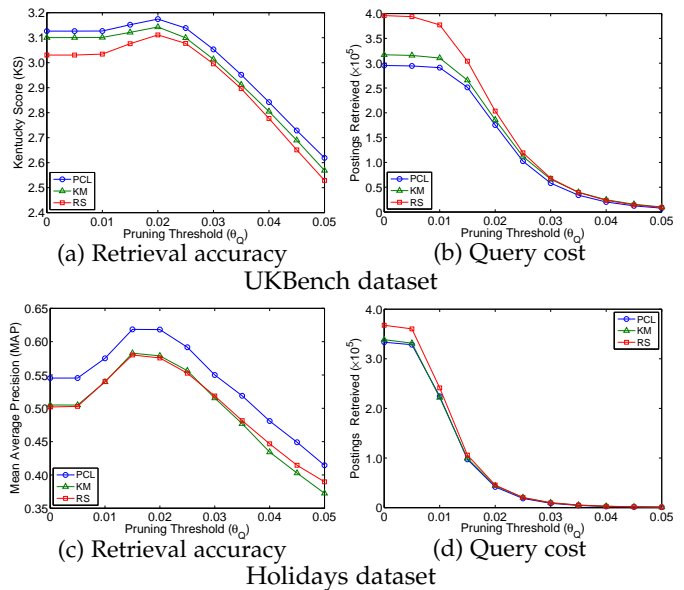 Kentucky Score (KS)
3.2
3.1
3.0
2.9
2.8
2.7
2.6
2.5
2.4
PCL
KM
RS
0 0.01 0.02 0.03 0.04 0.05
Pruning Threshold (θQ)
(a) Retrieval accuracy
Postings Retreived (×10^5)
4.0
3.5
3.0
2.5
2.0
1.5
1.0
0.5
0
PCL
KM
RS
0 0.01 0.02 0.03 0.04 0.05
Pruning Threshold (θQ)
(b) Query cost
UKBench dataset
Mean Average Precision (MAP)
0.65
0.60
0.55
0.50
0.45
0.40
0.35
PCL
KM
RS
0 0.01 0.02 0.03 0.04 0.05
Pruning Threshold (θQ)
(c) Retrieval accuracy
Postings Retreived (×10^5)
4.0
3.0
2.0
1.0
0
PCL
KM
RS
0 0.01 0.02 0.03 0.04 0.05
Pruning Threshold (θQ)
(d) Query cost
Holidays dataset